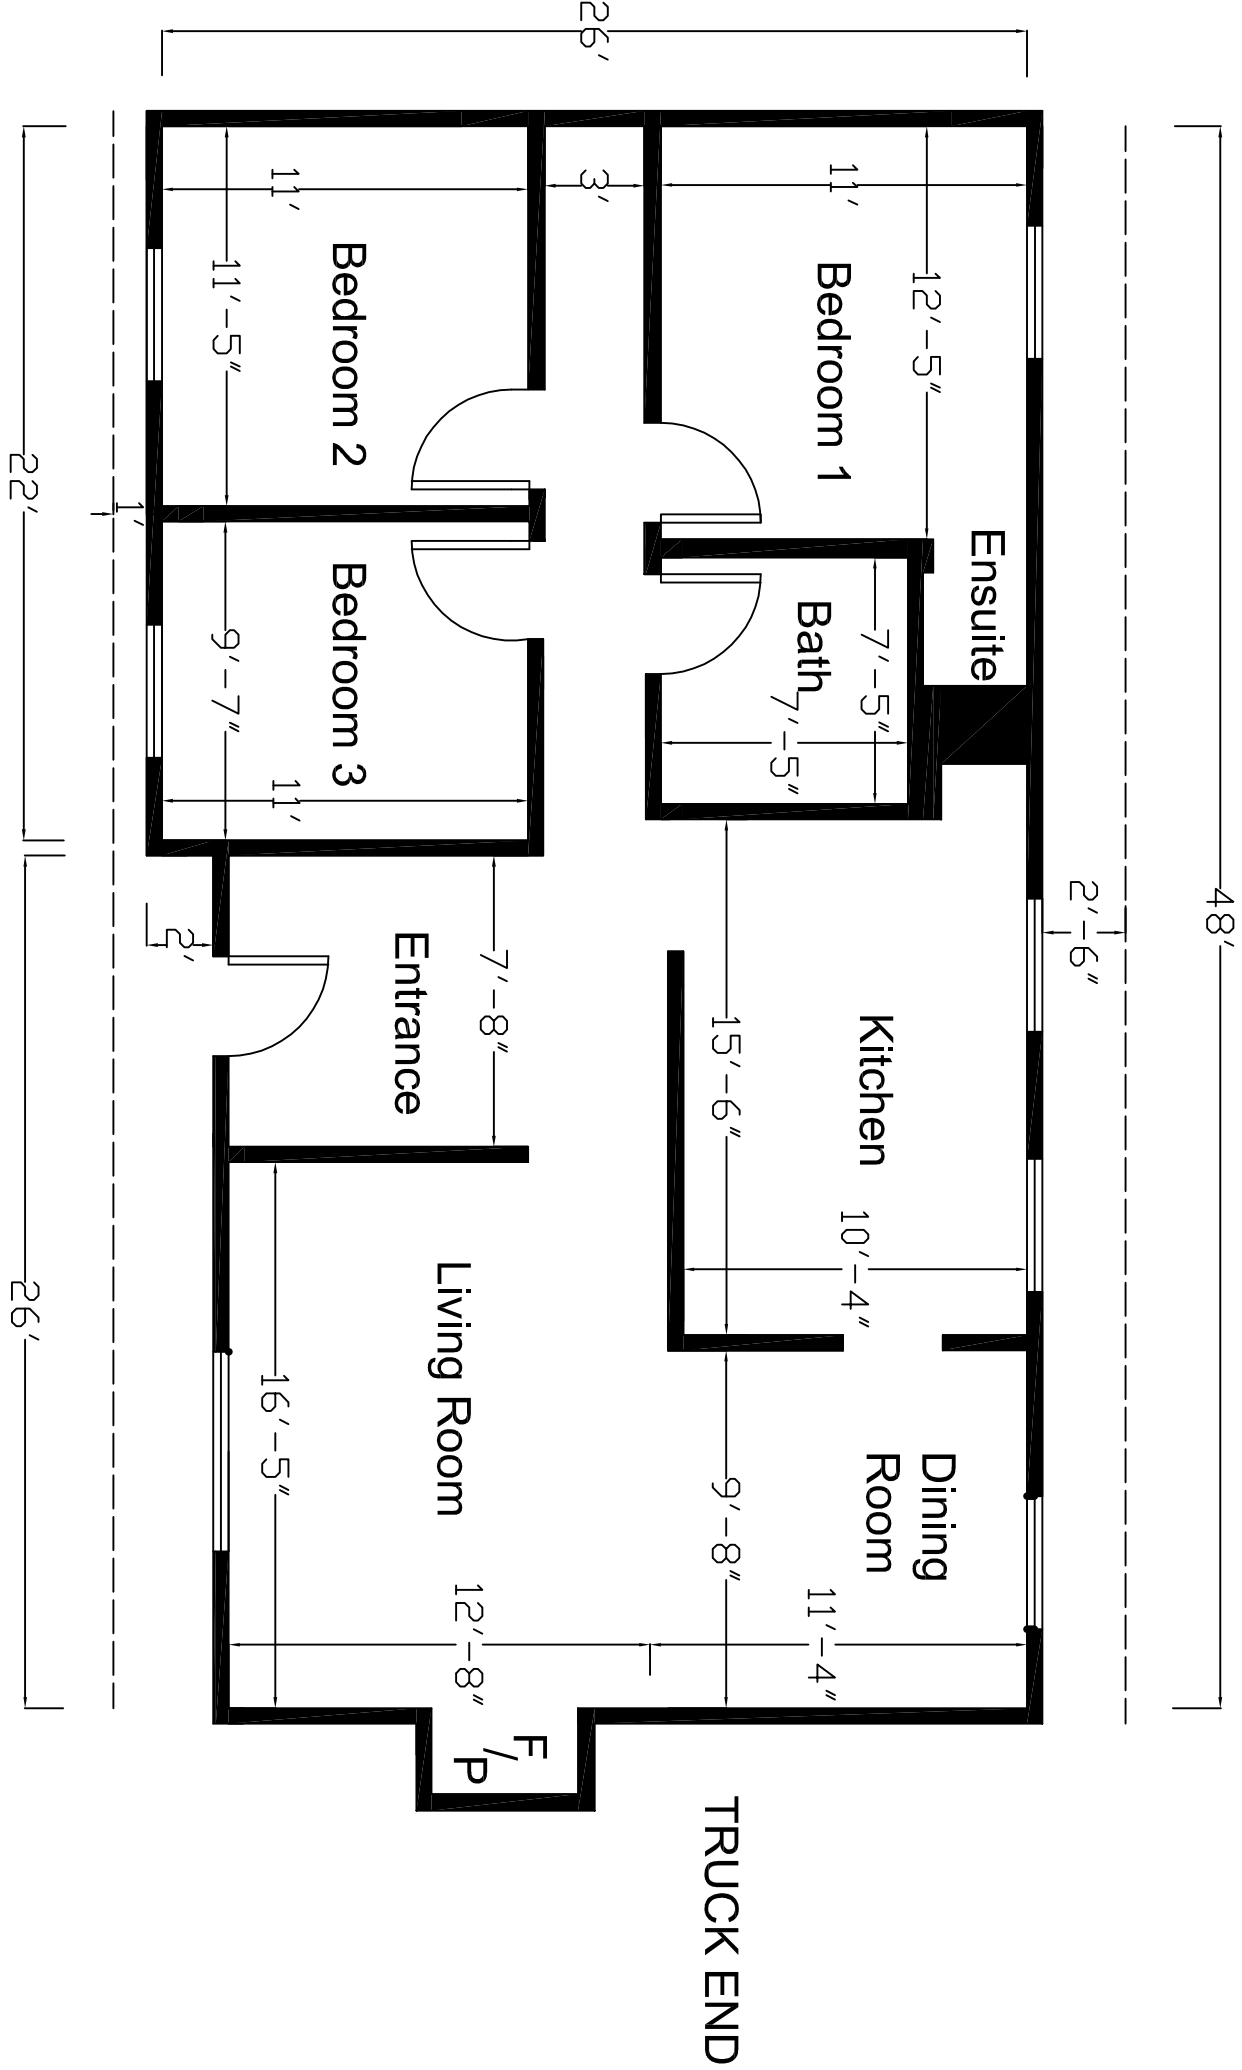 48'
2'-6"
12'-5"
11'
Bedroom 1
Ensuite
Bath
7'-5"
7'-5"
Kitchen
15'-6"
10'-4"
Dining
Room
9'-8"
11'-4"
26'
3'
11'
Bedroom 2
11'-5"
Bedroom 3
9'-7"
11'
7'-8"
Entrance
Living Room
16'-5"
12'-8"
F
/
P
TRUCK END
1'
2'
22'
26'